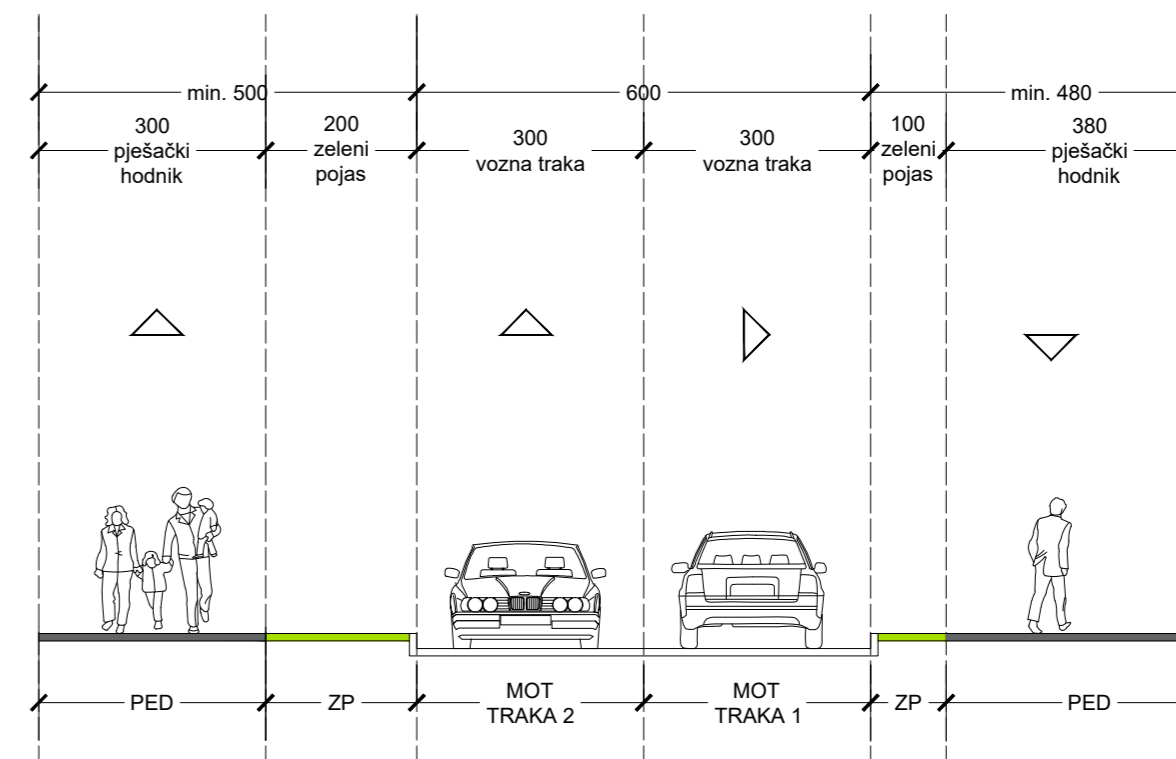 min. 500
600
min. 480
300
pješački
hodnik
200
zeleni
pojas
300
vozna traka
300
vozna traka
100
zeleni
pojas
380
pješački
hodnik
PED
ZP
MOT
TRAKA 2
MOT
TRAKA 1
ZP
PED